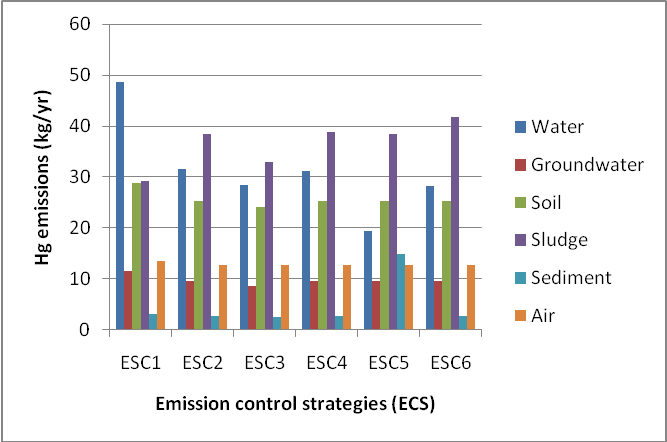 60
50
40
30
20
10
0
Hg emissions (kg/yr)
ESC1 ESC2 ESC3 ESC4 ESC5 ESC6
Emission control strategies (ECS)
Water
Groundwater
Soil
Sludge
Sediment
Air